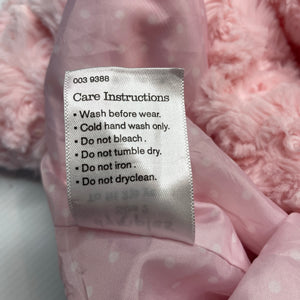 003 9388
Care Instructions
• Wash before wear.
• Cold hand wash only.
• Do not bleach.
• Do not tumble dry.
• Do not iron.
• Do not dryclean.